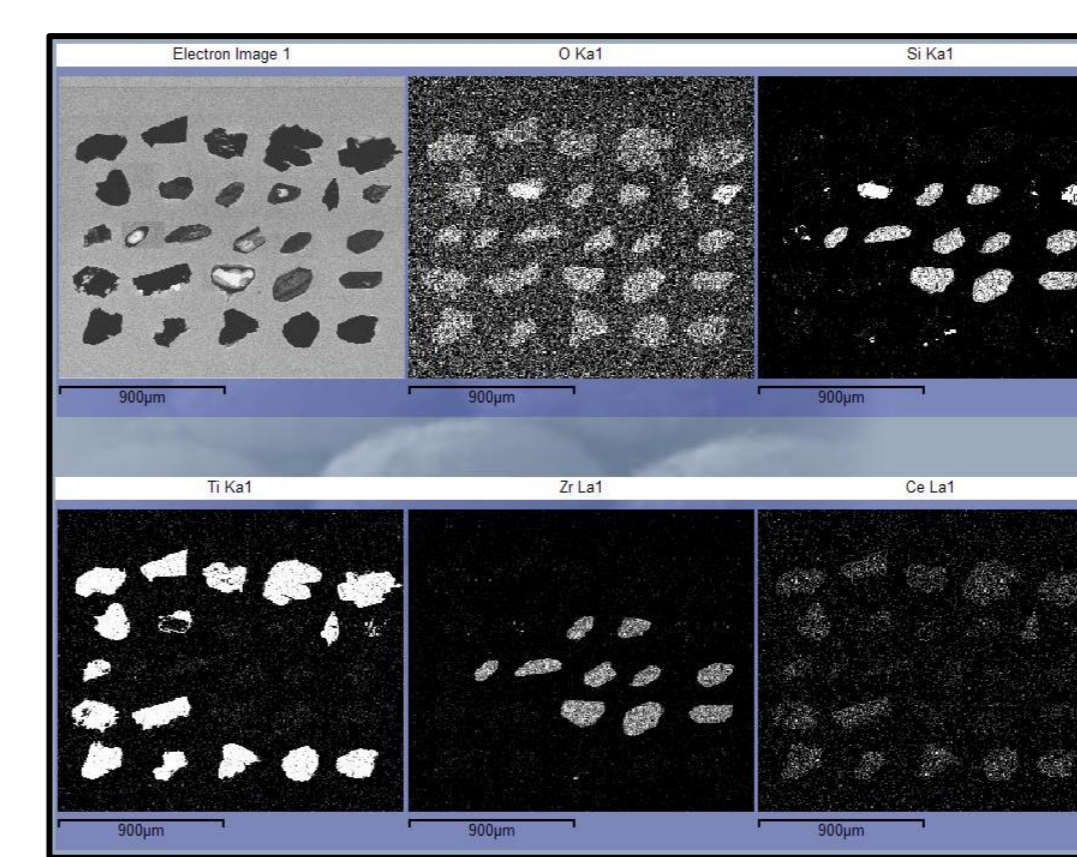 Electron Image 1
O Ka1
Si Ka1
900µm
900µm
900µm
Ti Ka1
Zr La1
Ce La1
900µm
900µm
900µm